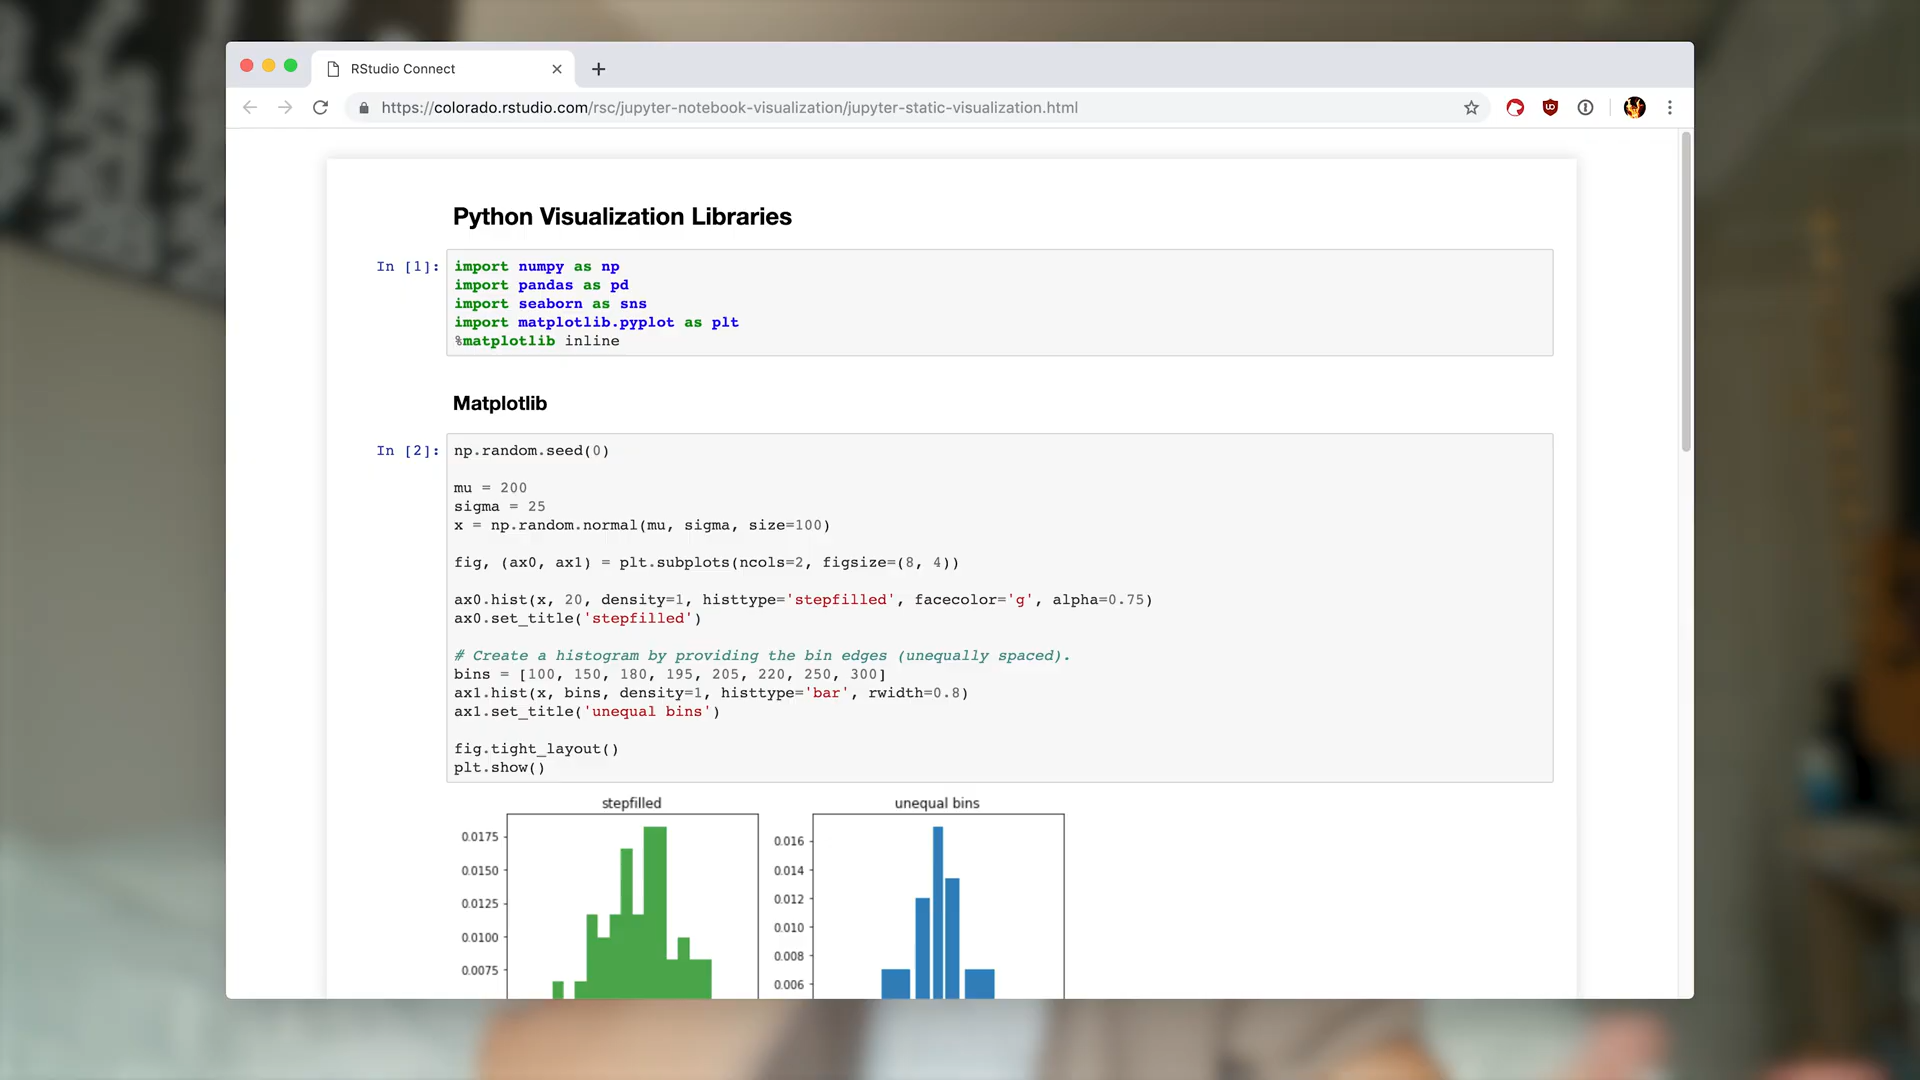 RStudio Connect
https://colorado.rstudio.com/rsc/jupyter-notebook-visualization/jupyter-static-visualization.html
Python Visualization Libraries
In [1]:
import numpy as np
import pandas as pd
import seaborn as sns
import matplotlib.pyplot as plt
%matplotlib inline
Matplotlib
In [2]:
np.random.seed(0)
mu = 200
sigma = 25
x = np.random.normal(mu, sigma, size=100)
fig, (ax0, ax1) = plt.subplots(ncols=2, figsize=(8, 4))
ax0.hist(x, 20, density=1, histtype='stepfilled', facecolor='g', alpha=0.75)
ax0.set_title('stepfilled')
# Create a histogram by providing the bin edges (unequally spaced).
bins = [100, 150, 180, 195, 205, 220, 250, 300]
ax1.hist(x, bins, density=1, histtype='bar', rwidth=0.8)
ax1.set_title('unequal bins')
fig.tight_layout()
plt.show()
stepfilled
0.0175
0.0150
0.0125
0.0100
0.0075
unequal bins
0.016
0.014
0.012
0.010
0.008
0.006